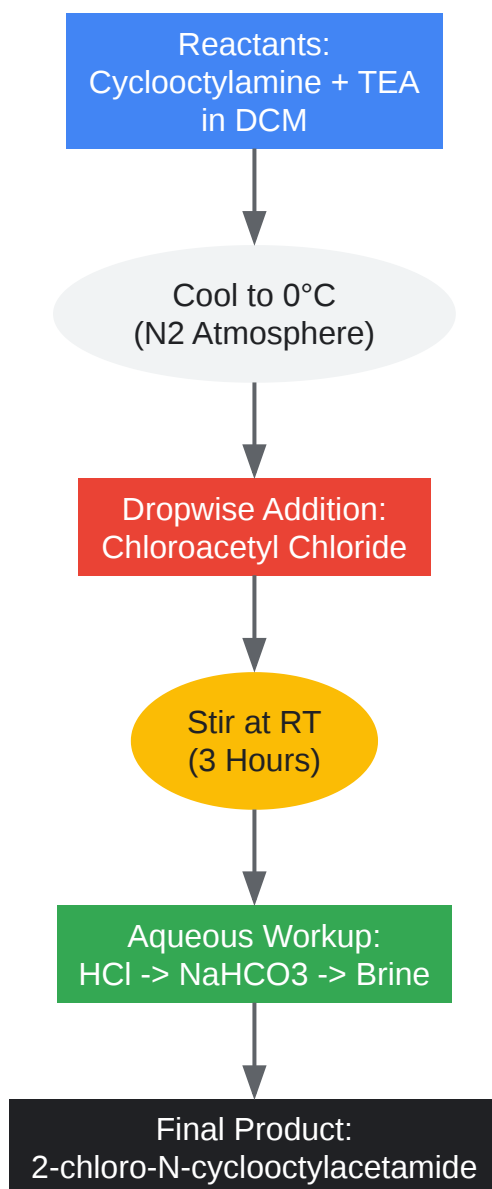 Reactants:
Cyclooctylamine + TEA
in DCM
Cool to 0°C
(N2 Atmosphere)
Dropwise Addition:
Chloroacetyl Chloride
Stir at RT
(3 Hours)
Aqueous Workup:
HCl -> NaHCO3 -> Brine
Final Product:
2-chloro-N-cyclooctylacetamide